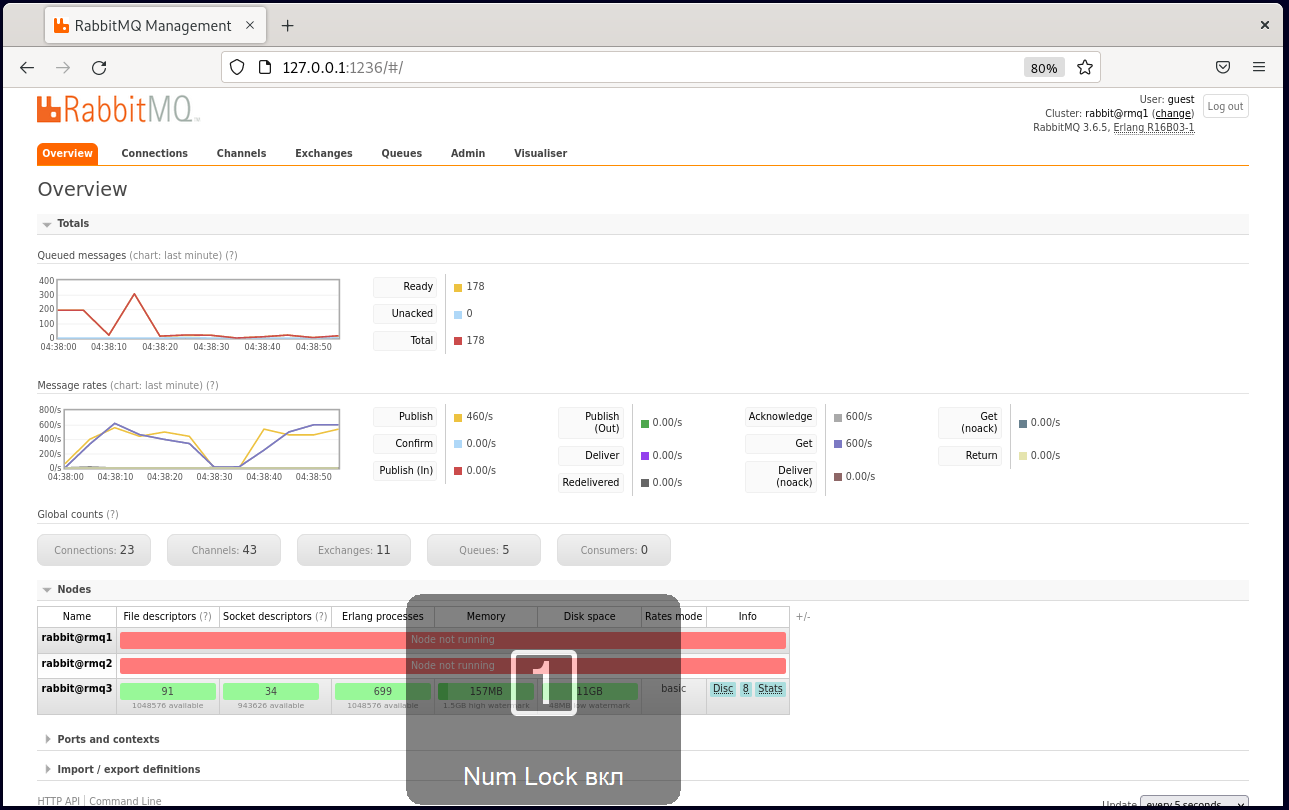 RabbitMQ Management
127.0.0.1:1236/#/
80%
RabbitMQ
User: guest
Cluster: rabbit@rmq1 (change)
RabbitMQ 3.6.5, Erlang R16B03-1
Log out
Overview Connections Channels Exchanges Queues Admin Visualiser
Overview
Totals
Queued messages (chart: last minute) (?)
400
300
200
100
0
04:38:00 04:38:10 04:38:20 04:38:30 04:38:40 04:38:50
Ready 178
Unacked 0
Total 178
Message rates (chart: last minute) (?)
800/s
600/s
400/s
200/s
0/s
04:38:00 04:38:10 04:38:20 04:38:30 04:38:40 04:38:50
Publish 460/s
Confirm 0.00/s
Publish (In) 0.00/s
Publish (Out) 0.00/s
Deliver 0.00/s
Redelivered 0.00/s
Acknowledge 600/s
Get 600/s
Deliver (noack) 0.00/s
Get (noack) 0.00/s
Return 0.00/s
Global counts (?)
Connections: 23 Channels: 43 Exchanges: 11 Queues: 5 Consumers: 0
Nodes
Name File descriptors (?) Socket descriptors (?) Erlang processes Memory Disk space Rates mode Info +/-
rabbit@rmq1 Node not running
rabbit@rmq2 Node not running
rabbit@rmq3 91 34 699 157MB 11GB basic Disc 8 Stats
1048576 available 943626 available 1048576 available 1.5GB high watermark 48MB low watermark
1
Num Lock вкл
Ports and contexts
Import / export definitions
HTTP API Command Line
Update every 5 seconds